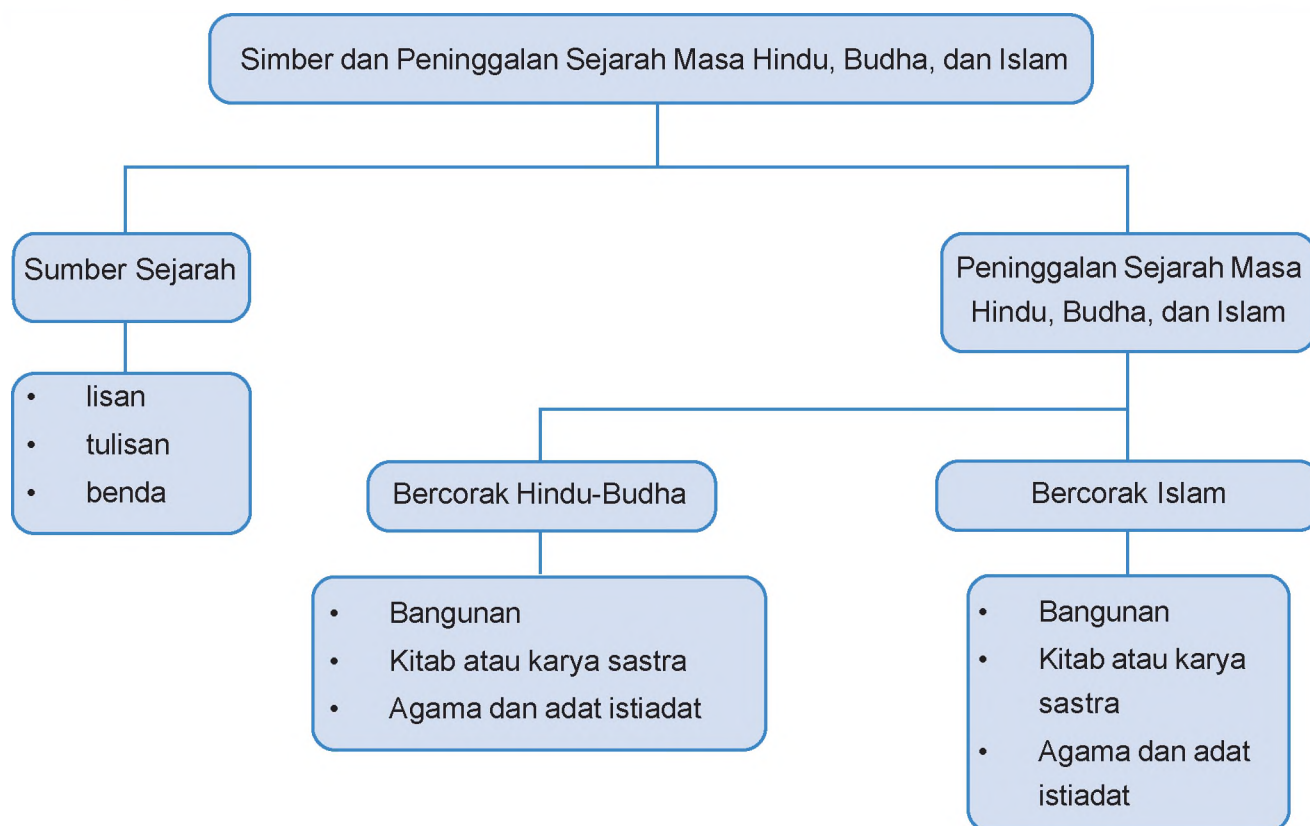 Simber dan Peninggalan Sejarah Masa Hindu, Budha, dan Islam
Sumber Sejarah
• lisan
• tulisan
• benda
Peninggalan Sejarah Masa
Hindu, Budha, dan Islam
Bercorak Hindu-Budha
• Bangunan
• Kitab atau karya sastra
• Agama dan adat istiadat
Bercorak Islam
• Bangunan
• Kitab atau karya
sastra
• Agama dan adat
istiadat